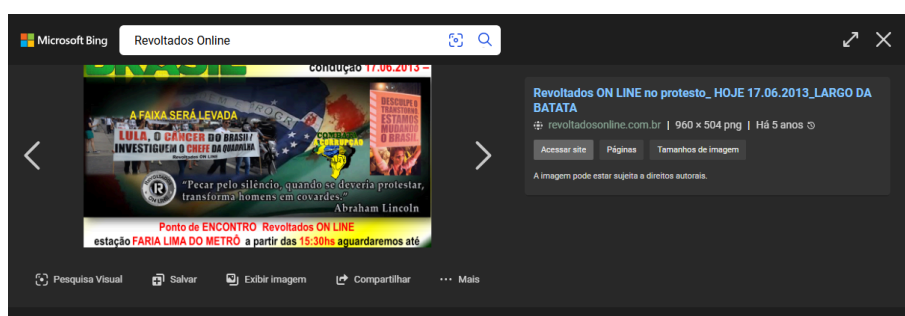 Microsoft Bing
Revoltados Online
BRASIL
condução 17.06.2013 –
A FAIXA SERÁ LEVADA
LULA, O CÂNCER DO BRASIL!
INVESTIGUEM O CHEFE DA QUADRILHA
Revoltados ON LINE
DESCULPE O
TRANSTORNO,
ESTAMOS
MUDANDO
O BRASIL.
COMBATE
CORRUPÇÃO
R
ON LINE
"Pecar pelo silêncio, quando se deveria protestar,
transforma homens em covardes."
Abraham Lincoln
Ponto de ENCONTRO Revoltados ON LINE
estação FARIA LIMA DO METRÔ a partir das 15:30hs aguardaremos até
Pesquisa Visual
Salvar
Exibir imagem
Compartilhar
Mais
Revoltados ON LINE no protesto_ HOJE 17.06.2013_LARGO DA
BATATA
revoltadosonline.com.br | 960 × 504 png | Há 5 anos
Acessar site
Páginas
Tamanhos de imagem
A imagem pode estar sujeita a direitos autorais.